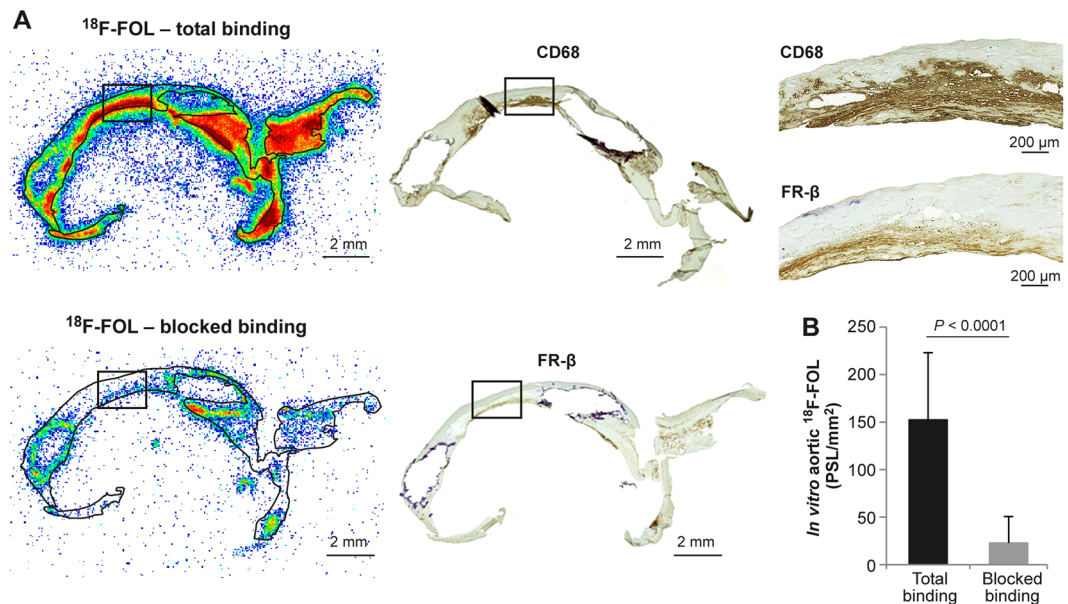 A
18F-FOL – total binding
2 mm
CD68
2 mm
CD68
200 µm
FR-β
200 µm
18F-FOL – blocked binding
2 mm
FR-β
2 mm
B
P < 0.0001
In vitro aortic 18F-FOL
(PSL/mm2)
250
200
150
100
50
0
Total
binding
Blocked
binding